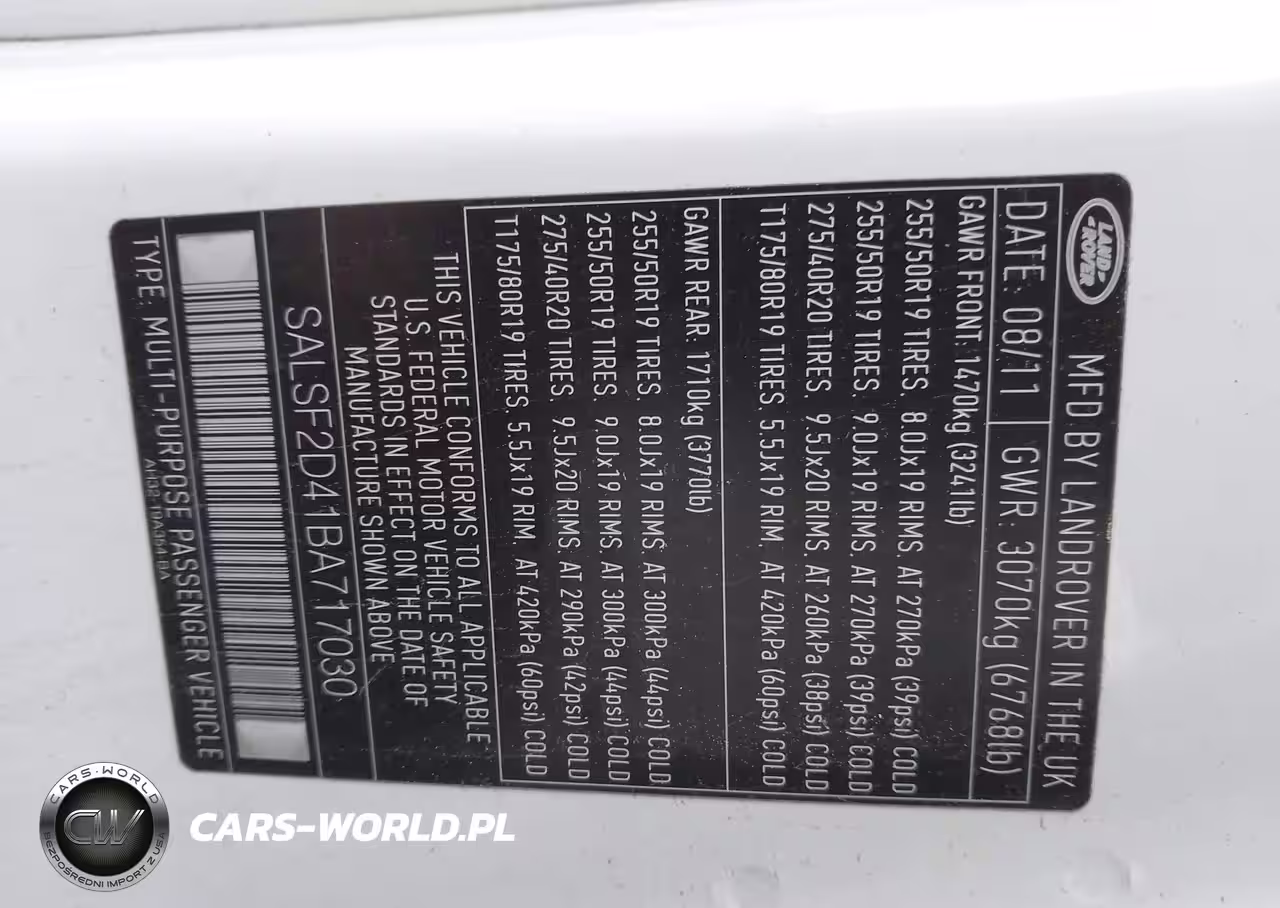 LAND ROVER
MFD BY LANDROVER IN THE UK
DATE: 08/11 GWR: 3070kg (6768lb)
GAWR FRONT: 1470kg (3241lb)
255/50R19 TIRES. 8.0Jx19 RIMS. AT 270kPa (39psi) COLD
255/50R19 TIRES. 9.0Jx19 RIMS. AT 270kPa (39psi) COLD
275/40R20 TIRES. 9.5Jx20 RIMS. AT 260kPa (38psi) COLD
T175/80R19 TIRES. 5.5Jx19 RIM. AT 420kPa (60psi) COLD
GAWR REAR: 1710kg (3770lb)
255/50R19 TIRES. 8.0Jx19 RIMS AT 300kPa (44psi) COLD
255/50R19 TIRES. 9.0Jx19 RIMS. AT 300kPa (44psi) COLD
275/40R20 TIRES. 9.5Jx20 RIMS. AT 290kPa (42psi) COLD
T175/80R19 TIRES. 5.5Jx19 RIM. AT 420kPa (60psi) COLD
THIS VEHICLE CONFORMS TO ALL APPLICABLE
U.S. FEDERAL MOTOR VEHICLE SAFETY
STANDARDS IN EFFECT ON THE DATE OF
MANUFACTURE SHOWN ABOVE
SALSF2D41BA717030
TYPE: MULTI-PURPOSE PASSENGER VEHICLE
CARS-WORLD
CW
BEZPOŚREDNI IMPORT Z USA
CARS-WORLD.PL